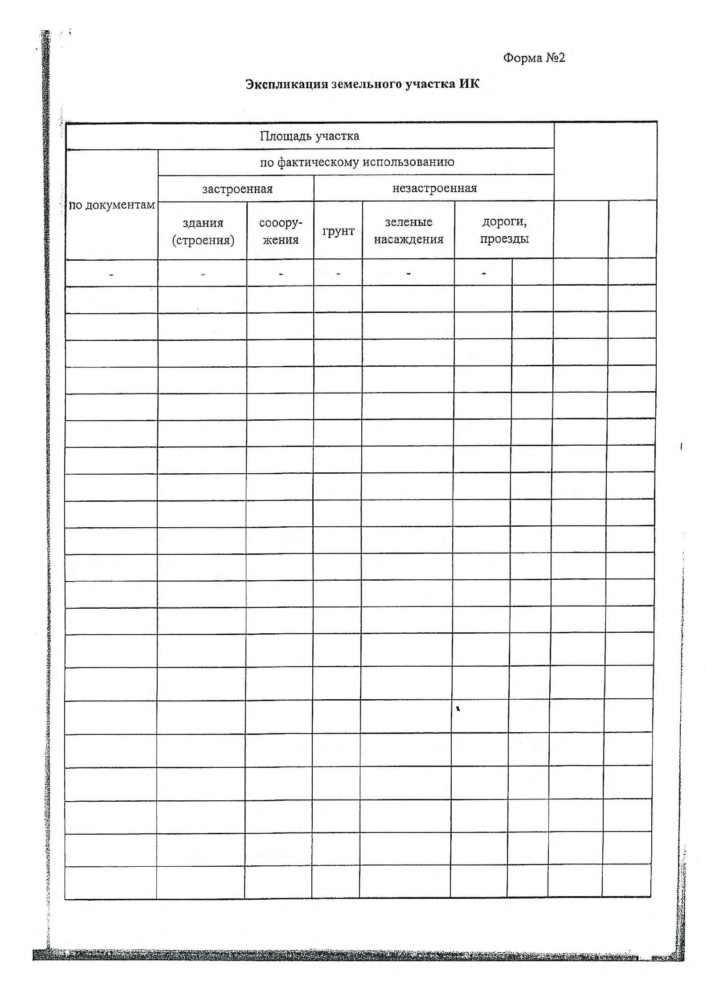 Форма №2
Экспликация земельного участка ИК
Площадь участка
по фактическому использованию
застроенная
незастроенная
по документам
здания
(строения)
сооору-
жения
грунт
зеленые
насаждения
дороги,
проезды
- - - - - -